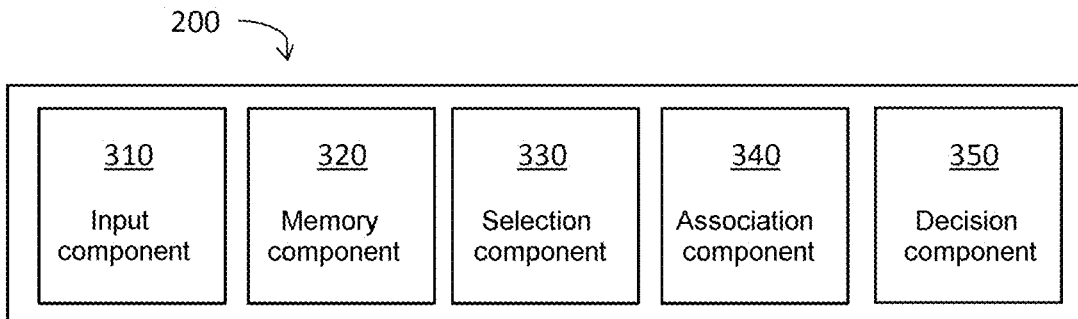 200
310
Input
component
320
Memory
component
330
Selection
component
340
Association
component
350
Decision
component